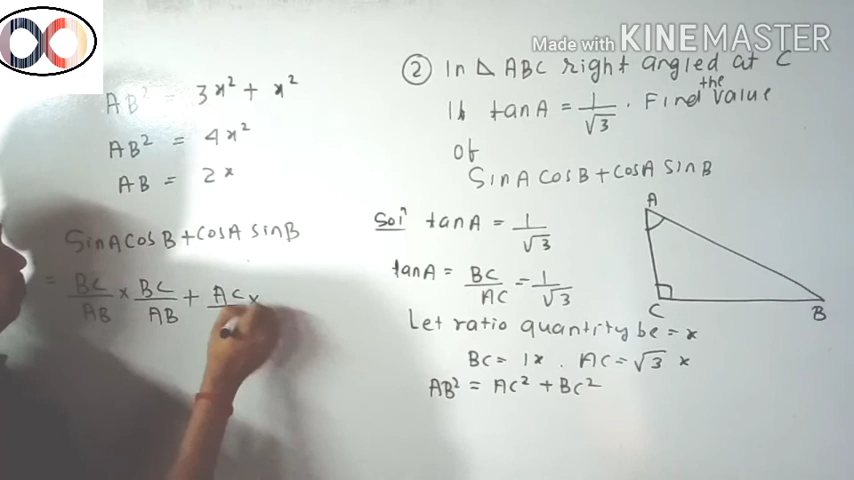 Made with KINEMASTER
② In △ ABC right angled at C
If tanA = 1/√3 . Find the value
of
SinA CosB + CosA SinB
Solⁿ tanA = 1/√3
tanA = BC/AC = 1/√3
Let ratio quantity be = x
BC = 1x . AC = √3 x
AB² = AC² + BC²
A
C
B
AB² = 3x² + x²
AB² = 4x²
AB = 2x
SinA CosB + CosA SinB
= BC/AB × BC/AB + AC ×